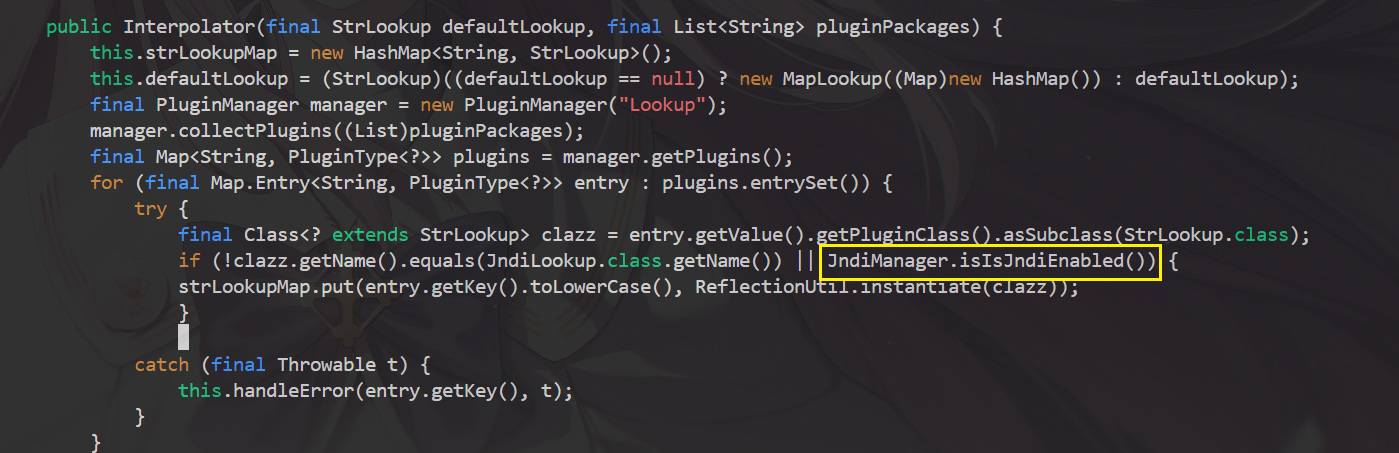 public Interpolator(final StrLookup defaultLookup, final List<String> pluginPackages) {
this.strLookupMap = new HashMap<String, StrLookup>();
this.defaultLookup = (StrLookup)((defaultLookup == null) ? new MapLookup((Map)new HashMap()) : defaultLookup);
final PluginManager manager = new PluginManager("Lookup");
manager.collectPlugins((List)pluginPackages);
final Map<String, PluginType<?>> plugins = manager.getPlugins();
for (final Map.Entry<String, PluginType<?>> entry : plugins.entrySet()) {
try {
final Class<? extends StrLookup> clazz = entry.getValue().getPluginClass().asSubclass(StrLookup.class);
if (!clazz.getName().equals(JndiLookup.class.getName()) || JndiManager.isIsJndiEnabled()) {
strLookupMap.put(entry.getKey().toLowerCase(), ReflectionUtil.instantiate(clazz));
}
catch (final Throwable t) {
this.handleError(entry.getKey(), t);
}
}